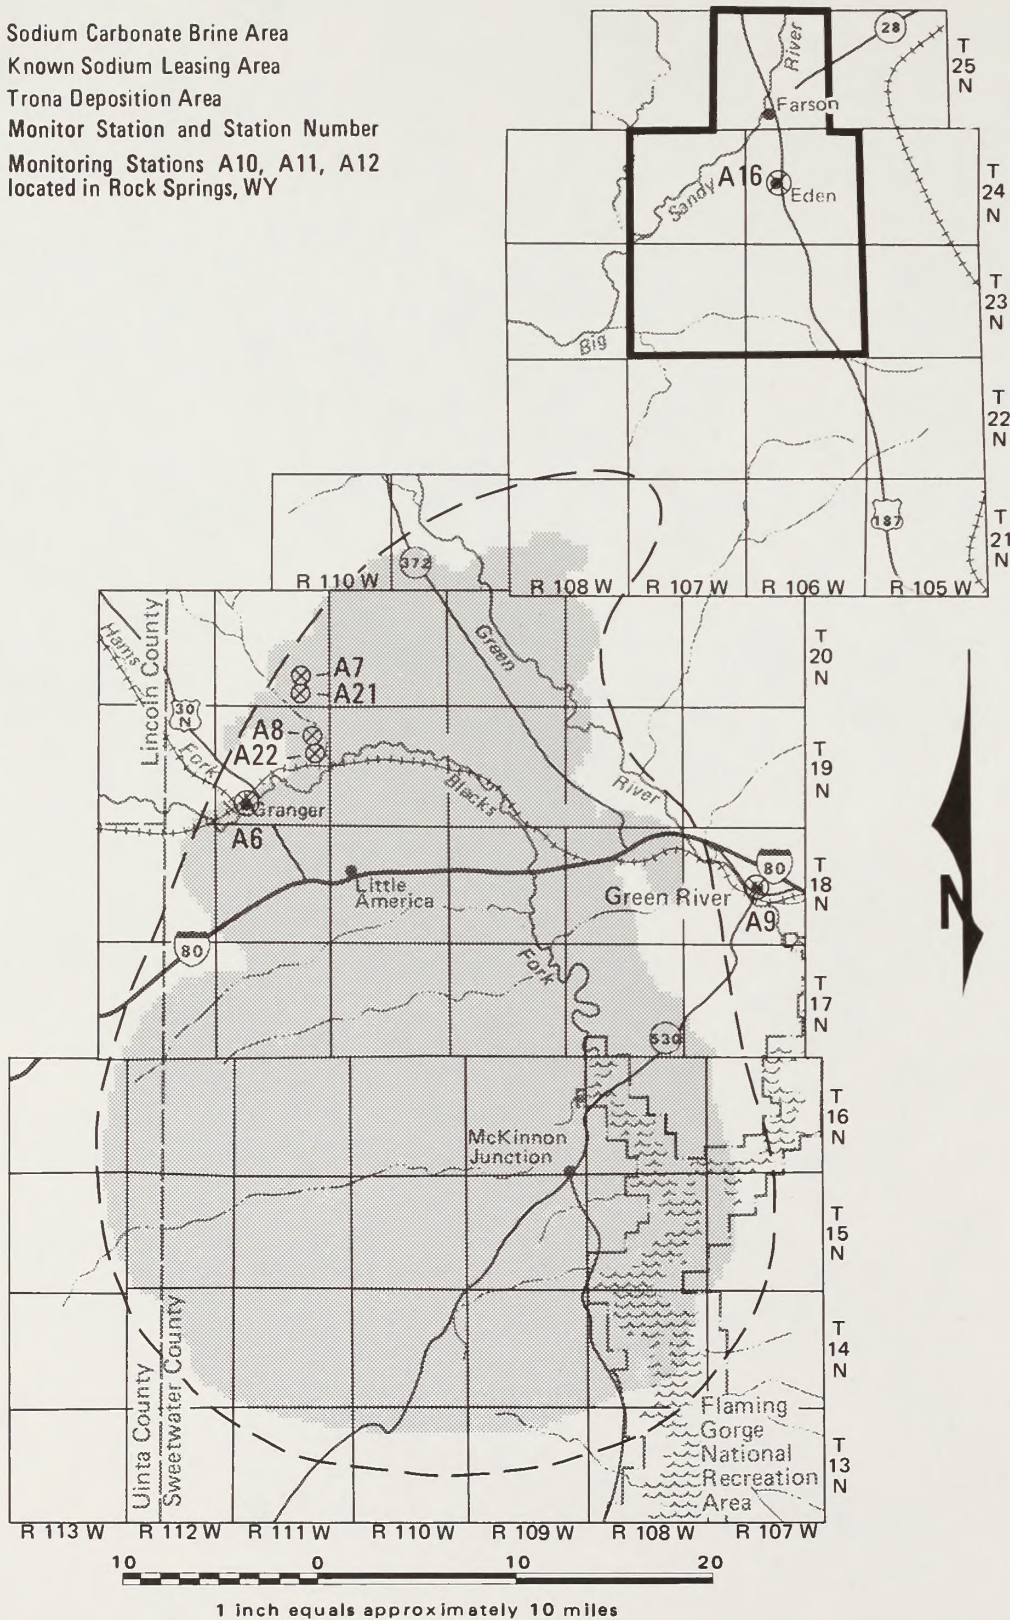 Sodium Carbonate Brine Area
Known Sodium Leasing Area
Trona Deposition Area
Monitor Station and Station Number
Monitoring Stations A10, A11, A12
located in Rock Springs, WY
28
River
T
25
N
Farson
A16
Eden
Sandy
T
24
N
T
23
N
Big
T
22
N
187
T
21
N
372
R 110 W
R 108 W
R 107 W
R 106 W
R 105 W
Hams
Lincoln County
Green
T
20
N
A7
A21
30
N
A8
A22
Fork
T
19
N
Blacks
River
Granger
A6
80
T
18
N
Little
America
Green River
A9
N
80
Fork
T
17
N
530
T
16
N
McKinnon
Junction
T
15
N
Uinta County
Sweetwater County
T
14
N
Flaming
Gorge
National
Recreation
Area
T
13
N
R 113 W
R 112 W
R 111 W
R 110 W
R 109 W
R 108 W
R 107 W
10
0
10
20
1 inch equals approximately 10 miles